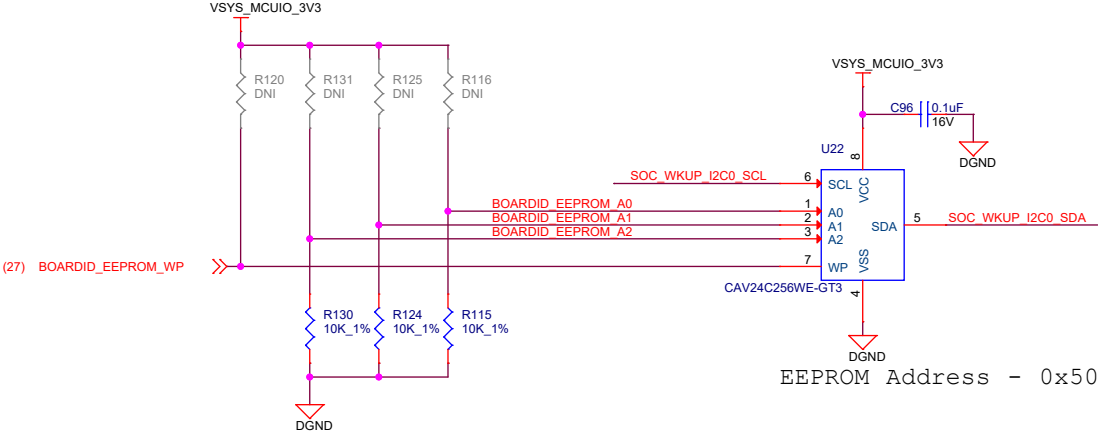 VSYS_MCUIO_3V3
R120
DNI
R131
DNI
R125
DNI
R116
DNI
VSYS_MCUIO_3V3
C96
0.1uF
16V
DGND
U22
8
SOC_WKUP_I2C0_SCL
6
SCL
VCC
BOARDID_EEPROM_A0
1
A0
BOARDID_EEPROM_A1
2
A1
BOARDID_EEPROM_A2
3
A2
SDA
5
SOC_WKUP_I2C0_SDA
(27) BOARDID_EEPROM_WP
7
WP
VSS
CAV24C256WE-GT3
4
R130
10K_1%
R124
10K_1%
R115
10K_1%
DGND
EEPROM Address - 0x50
DGND